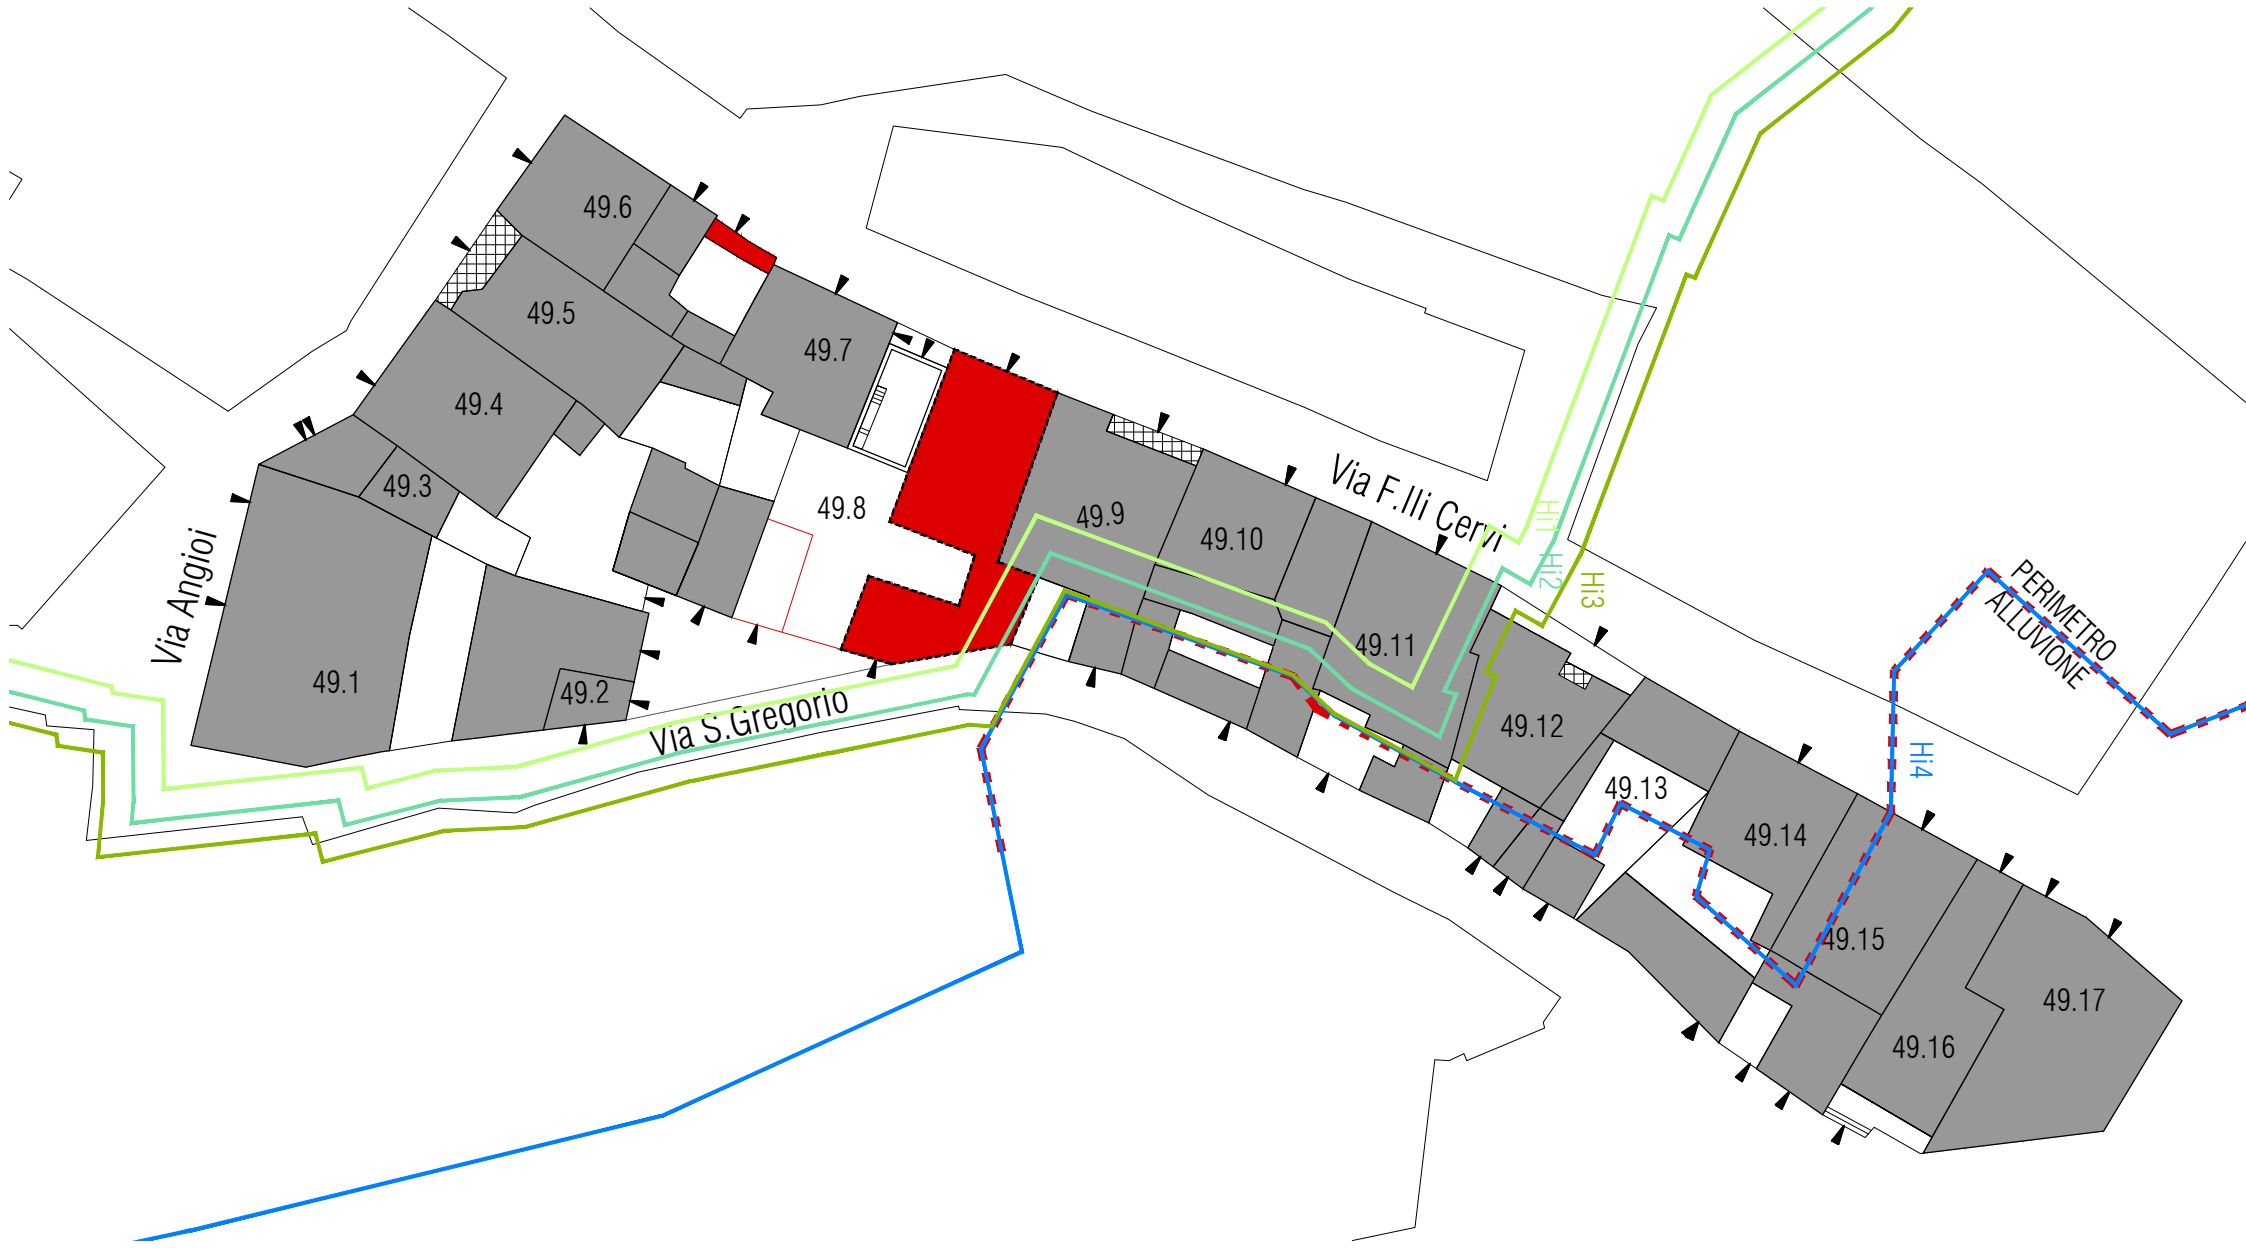 49.6
49.5
49.7
49.4
49.3
49.8
49.9
49.10
Via F.lli Cervi
Hi1
Hi2
Hi3
Via Angioi
49.1
49.2
Via S.Gregorio
49.11
49.12
49.13
49.14
49.15
49.16
49.17
PERIMETRO
ALLUVIONE
Hi4